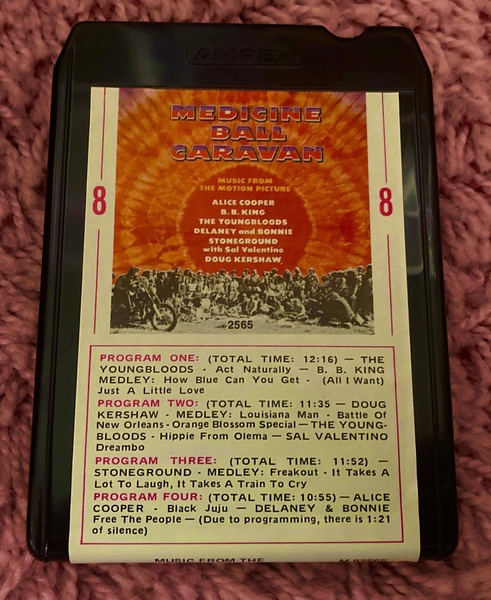 AMPEX
MEDICINE
BALL
CARAVAN
MUSIC FROM
THE MOTION PICTURE
8
8
ALICE COOPER
B. B. KING
THE YOUNGBLOODS
DELANEY and BONNIE
STONEGROUND
with Sal Valentino
DOUG KERSHAW
2565
PROGRAM ONE: (TOTAL TIME: 12:16) — THE
YOUNGBLOODS - Act Naturally — B. B. KING
MEDLEY: How Blue Can You Get - (All I Want)
Just A Little Love
PROGRAM TWO: (TOTAL TIME: 11:35 — DOUG
KERSHAW - MEDLEY: Louisiana Man - Battle Of
New Orleans - Orange Blossom Special — THE YOUNG-
BLOODS - Hippie From Olema — SAL VALENTINO
Dreambo
PROGRAM THREE: (TOTAL TIME: 11:52) —
STONEGROUND - MEDLEY: Freakout - It Takes A
Lot To Laugh, It Takes A Train To Cry
PROGRAM FOUR: (TOTAL TIME: 10:55) — ALICE
COOPER - Black Juju — DELANEY & BONNIE
Free The People — (Due to programming, there is 1:21
of silence)
MUSIC FROM THE